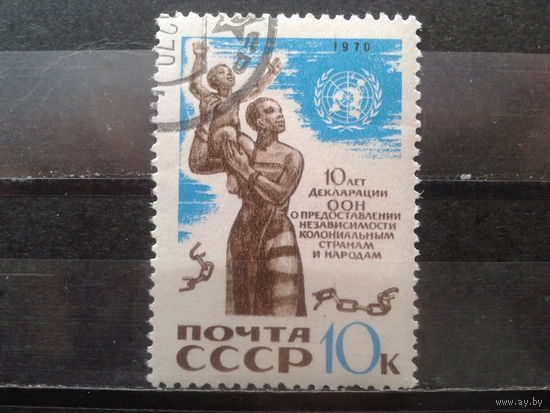 1970
10 ЛЕТ
ДЕКЛАРАЦИИ
ООН
О ПРЕДОСТАВЛЕНИИ
НЕЗАВИСИМОСТИ
КОЛОНИАЛЬНЫМ
СТРАНАМ
И НАРОДАМ
ПОЧТА
СССР 10К
www.ay.by